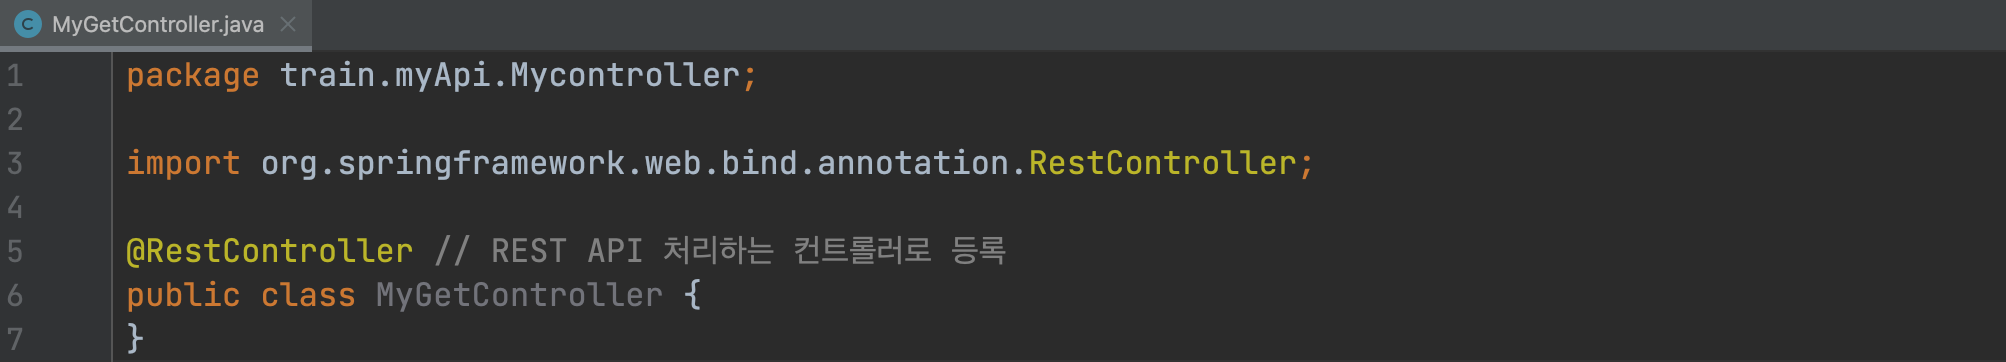 C MyGetController.java
1 package train.myApi.Mycontroller;
2
3 import org.springframework.web.bind.annotation.RestController;
4
5 @RestController // REST API 처리하는 컨트롤러로 등록
6 public class MyGetController {
7 }